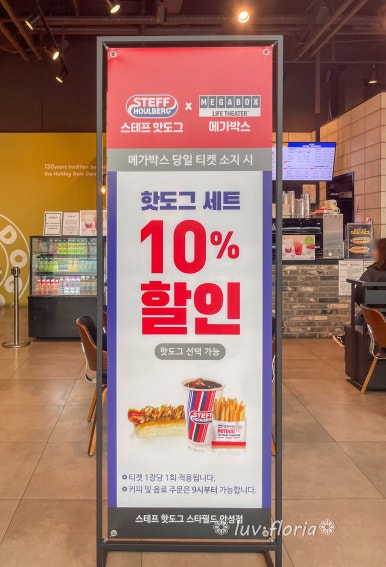 STEFF
HOULBERG
스테프 핫도그
x
MEGABOX
LIFE THEATER
메가박스
메가박스 당일 티켓 소지 시
핫도그 세트
10%
할인
핫도그 선택 가능
STEFF
• 티켓 1장당 1회 적용됩니다.
• 커피 및 음료 주문은 9시부터 가능합니다.
스테프 핫도그 스타필드 안성점
130years tradition
luv-floria